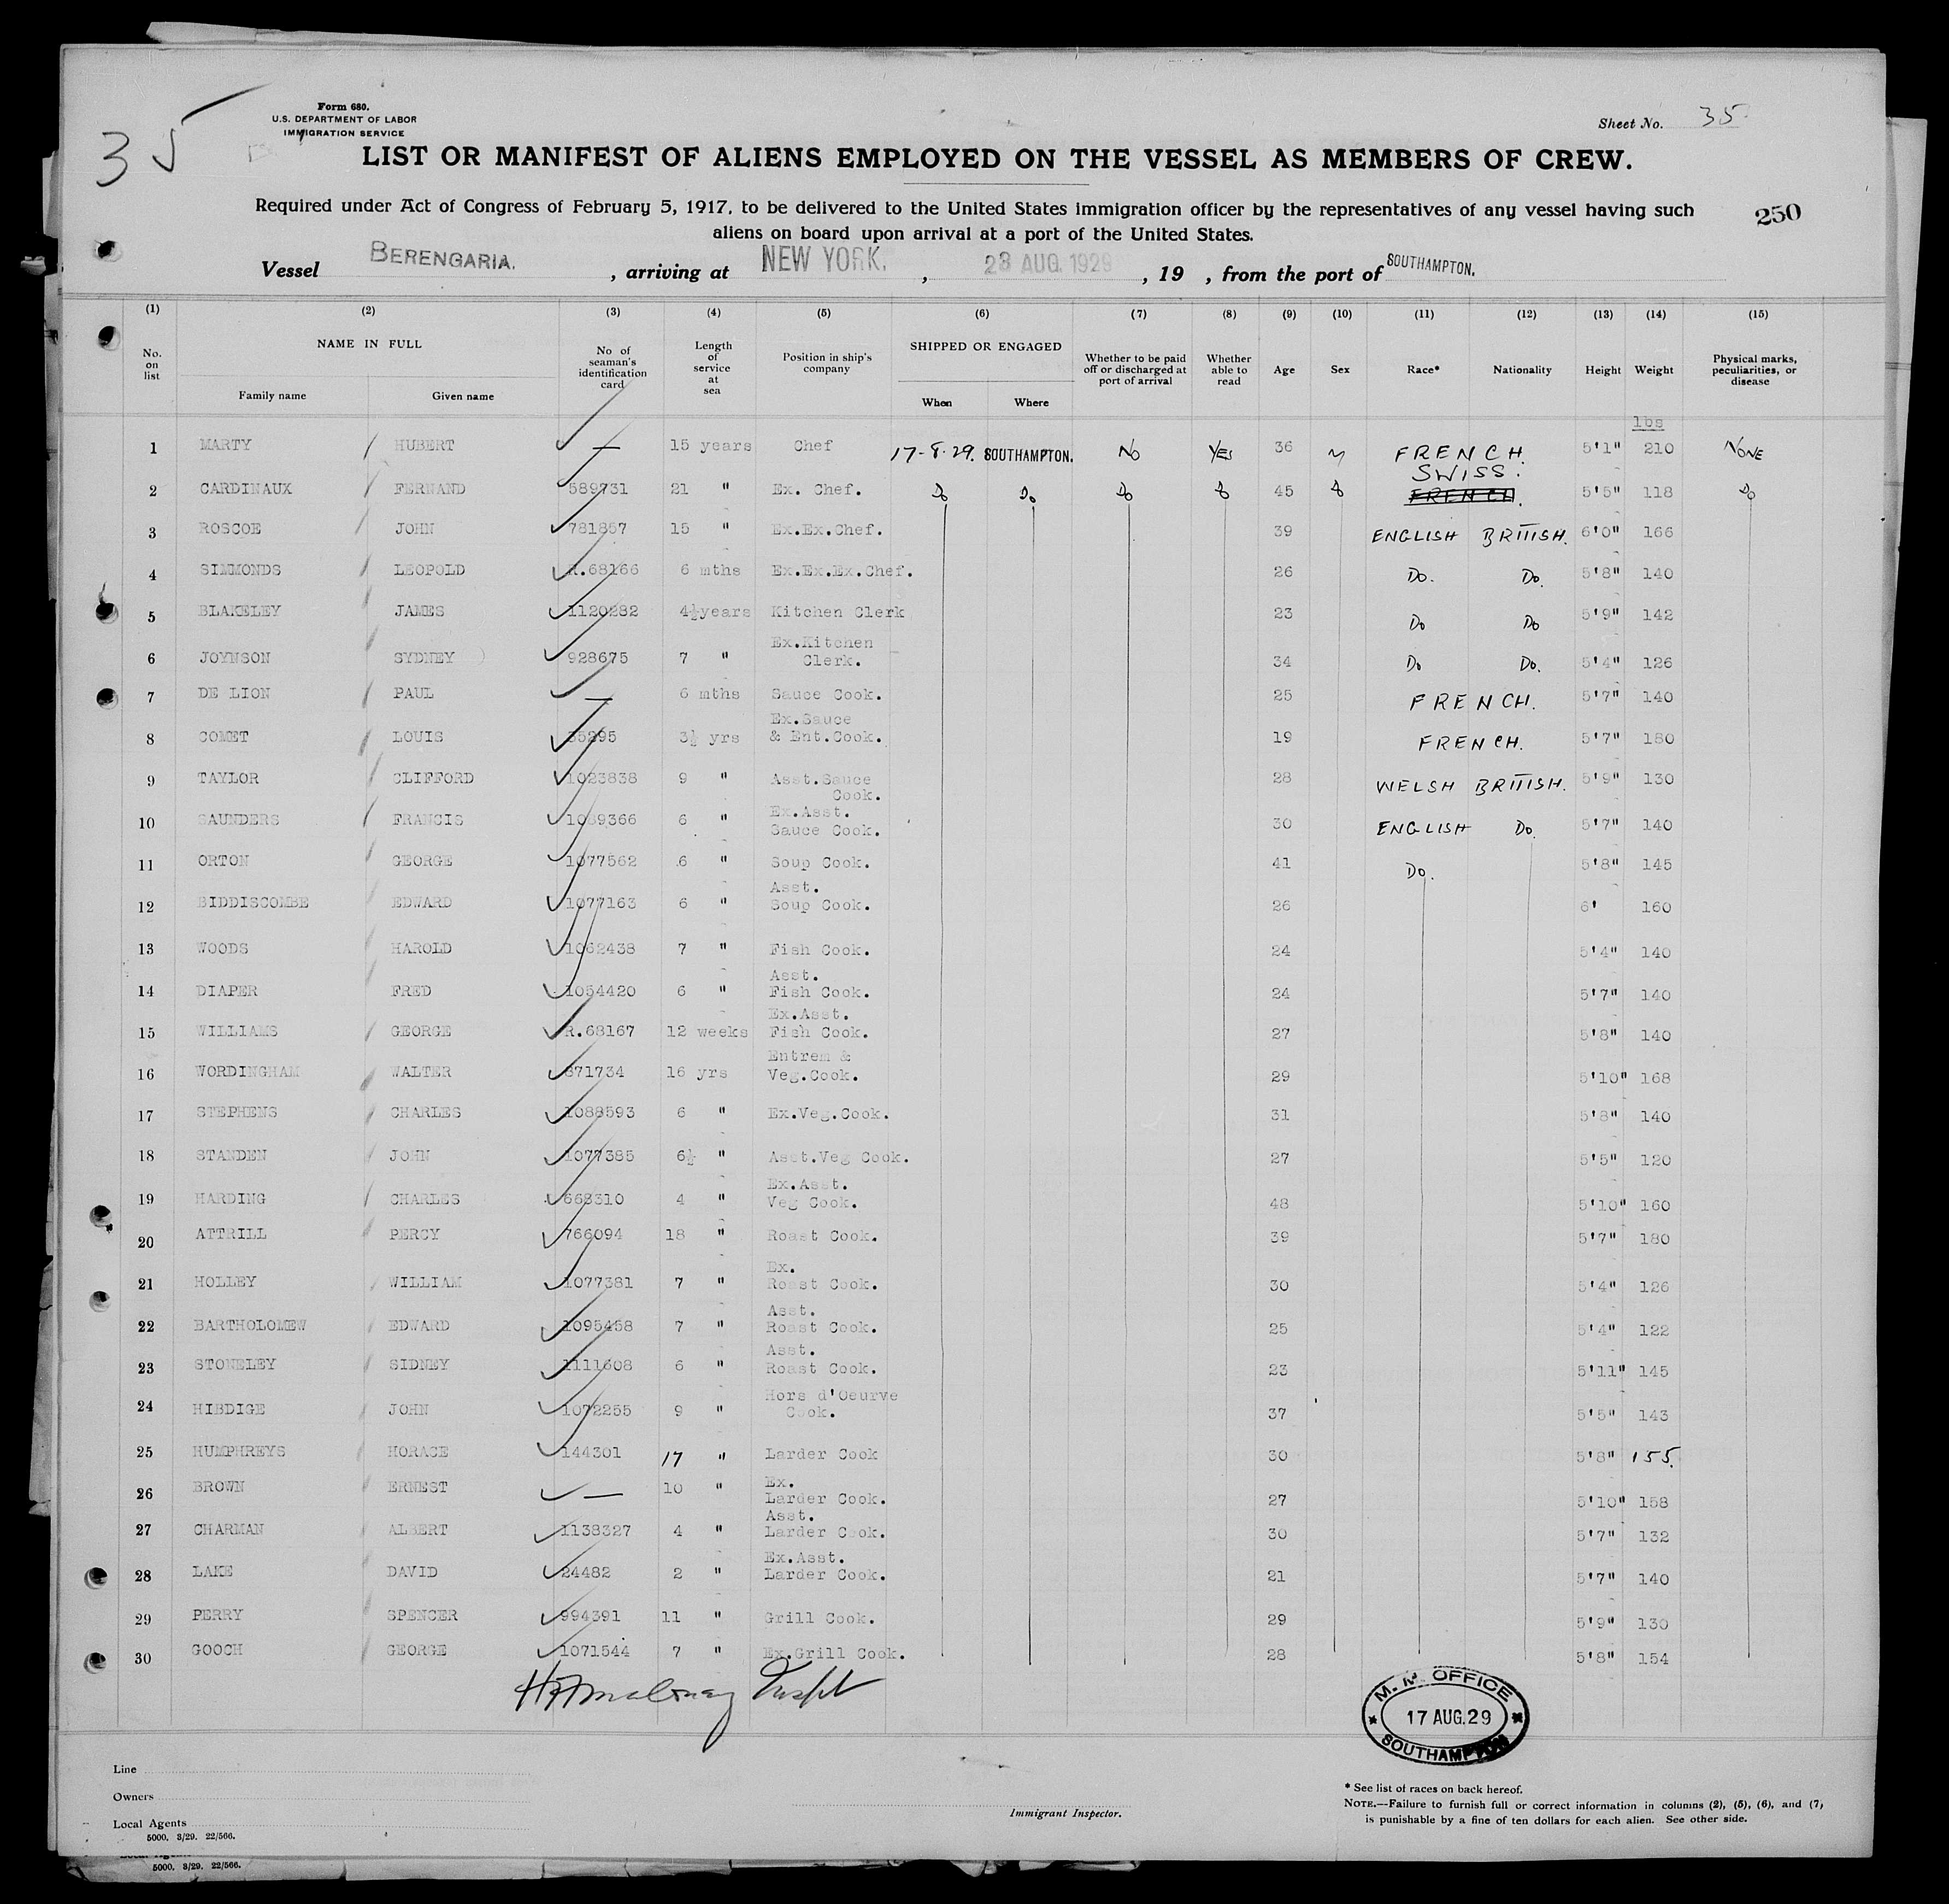 35
Form 680.
U.S. DEPARTMENT OF LABOR
IMMIGRATION SERVICE
Sheet No. 35
LIST OR MANIFEST OF ALIENS EMPLOYED ON THE VESSEL AS MEMBERS OF CREW.
Required under Act of Congress of February 5, 1917, to be delivered to the United States immigration officer by the representatives of any vessel having such
aliens on board upon arrival at a port of the United States.
250
Vessel BERENGARIA. , arriving at NEW YORK. , 23 AUG 1929 , 19 , from the port of SOUTHAMPTON.
(1) (2) (3) (4) (5) (6) (7) (8) (9) (10) (11) (12) (13) (14) (15)
No. on list NAME IN FULL Family name Given name No of seaman's identification card Length of service at sea Position in ship's company SHIPPED OR ENGAGED When Where Whether to be paid off or discharged at port of arrival Whether able to read Age Sex Race* Nationality Height Weight Physical marks, peculiarities, or disease
lbs
1 MARTY HUBERT — 15 years Chef 17-8-29. SOUTHAMPTON. No YES 36 M FRENCH. 5'1" 210 NONE
2 CARDINAUX FERNAND 589731 21 " Ex. Chef. Do Do Do Do 45 Do SWISS. FRENCH. 5'5" 118 Do
3 ROSCOE JOHN 781857 15 " Ex.Ex.Chef. 39 ENGLISH BRITISH. 6'0" 166
4 SIMMONDS LEOPOLD R.68166 6 mths Ex.Ex.Ex.Chef. 26 Do. Do. 5'8" 140
5 BLAKELEY JAMES 1120282 4½years Kitchen Clerk 23 Do Do 5'9" 142
6 JOYNSON SYDNEY 928675 7 " Ex.Kitchen Clerk. 34 Do Do. 5'4" 126
7 DE LION PAUL — 6 mths Sauce Cook. 25 FRENCH. 5'7" 140
8 COMET LOUIS 35295 3½ yrs Ex.Sauce & Ent.Cook. 19 FRENCH. 5'7" 180
9 TAYLOR CLIFFORD 1023838 9 " Asst.Sauce Cook. 28 WELSH BRITISH. 5'9" 130
10 SAUNDERS FRANCIS 1089366 6 " Ex.Asst. Sauce Cook. 30 ENGLISH Do. 5'7" 140
11 ORTON GEORGE 1077562 6 " Soup Cook. 41 Do. 5'8" 145
12 BIDDISCOMBE EDWARD 1077163 6 " Asst. Soup Cook. 26 6' 160
13 WOODS HAROLD 1062438 7 " Fish Cook. 24 5'4" 140
14 DIAPER FRED 1054420 6 " Asst. Fish Cook. 24 5'7" 140
15 WILLIAMS GEORGE R.68167 12 weeks Ex.Asst. Fish Cook. 27 5'8" 140
16 WORDINGHAM WALTER 671734 16 yrs Entrem & Veg.Cook. 29 5'10" 168
17 STEPHENS CHARLES 1088593 6 " Ex.Veg.Cook. 31 5'8" 140
18 STANDEN JOHN 1077385 6½ " Asst.Veg Cook. 27 5'5" 120
19 HARDING CHARLES 668310 4 " Ex.Asst. Veg Cook. 48 5'10" 160
20 ATTRILL PERCY 766094 18 " Roast Cook. 39 5'7" 180
21 HOLLEY WILLIAM 1077381 7 " Ex. Roast Cook. 30 5'4" 126
22 BARTHOLOMEW EDWARD 1095458 7 " Asst. Roast Cook. 25 5'4" 122
23 STONELEY SIDNEY 1111608 6 " Asst. Roast Cook. 23 5'11" 145
24 HIBDIGE JOHN 1072255 9 " Hors d'Oeurve Cook. 37 5'5" 143
25 HUMPHREYS HORACE 144301 17 " Larder Cook 30 5'8" 155.
26 BROWN ERNEST — 10 " Ex. Larder Cook. 27 5'10" 158
27 CHARMAN ALBERT 1138327 4 " Asst. Larder Cook. 30 5'7" 132
28 LAKE DAVID 24482 2 " Ex.Asst. Larder Cook. 21 5'7" 140
29 PERRY SPENCER 994391 11 " Grill Cook. 29 5'9" 130
30 GOOCH GEORGE 1071544 7 " Ex.Grill Cook. 28 5'8" 154
M. M. OFFICE
17 AUG.29
SOUTHAMPTON
Line
Owners
Local Agents
5000. 3/29. 22/566.
Immigrant Inspector.
* See list of races on back hereof.
NOTE.—Failure to furnish full or correct information in columns (2), (5), (6), and (7)
is punishable by a fine of ten dollars for each alien. See other side.
5000. 3/29. 22/566.